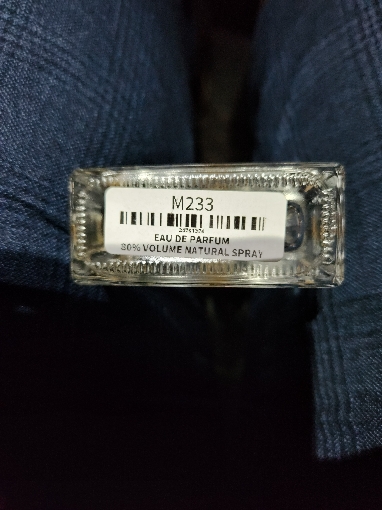 M233
EAU DE PARFUM
80% VOLUME NATURAL SPRAY